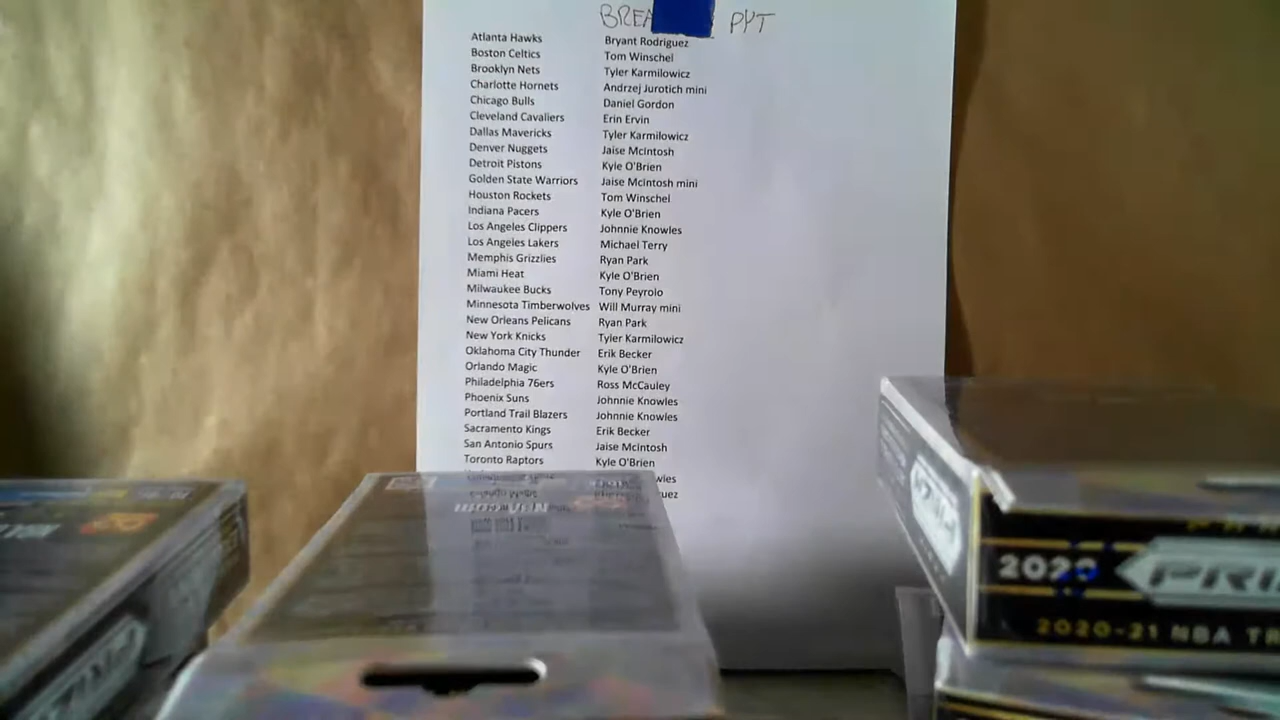 BREA PYT
Atlanta Hawks Bryant Rodriguez
Boston Celtics Tom Winschel
Brooklyn Nets Tyler Karmilowicz
Charlotte Hornets Andrzej Jurotich mini
Chicago Bulls Daniel Gordon
Cleveland Cavaliers Erin Ervin
Dallas Mavericks Tyler Karmilowicz
Denver Nuggets Jaise McIntosh
Detroit Pistons Kyle O'Brien
Golden State Warriors Jaise McIntosh mini
Houston Rockets Tom Winschel
Indiana Pacers Kyle O'Brien
Los Angeles Clippers Johnnie Knowles
Los Angeles Lakers Michael Terry
Memphis Grizzlies Ryan Park
Miami Heat Kyle O'Brien
Milwaukee Bucks Tony Peyrolo
Minnesota Timberwolves Will Murray mini
New Orleans Pelicans Ryan Park
New York Knicks Tyler Karmilowicz
Oklahoma City Thunder Erik Becker
Orlando Magic Kyle O'Brien
Philadelphia 76ers Ross McCauley
Phoenix Suns Johnnie Knowles
Portland Trail Blazers Johnnie Knowles
Sacramento Kings Erik Becker
San Antonio Spurs Jaise McIntosh
Toronto Raptors Kyle O'Brien
wles
uez
2020 PRI
2020-21 NBA TR